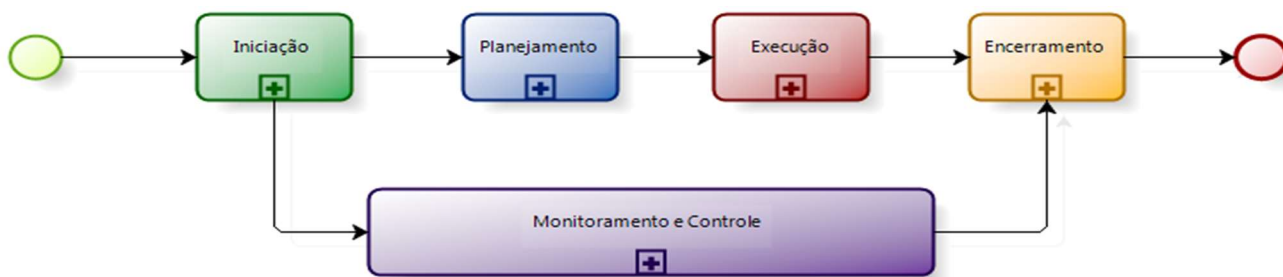 Iniciação
Planejamento
Execução
Encerramento
Monitoramento e Controle